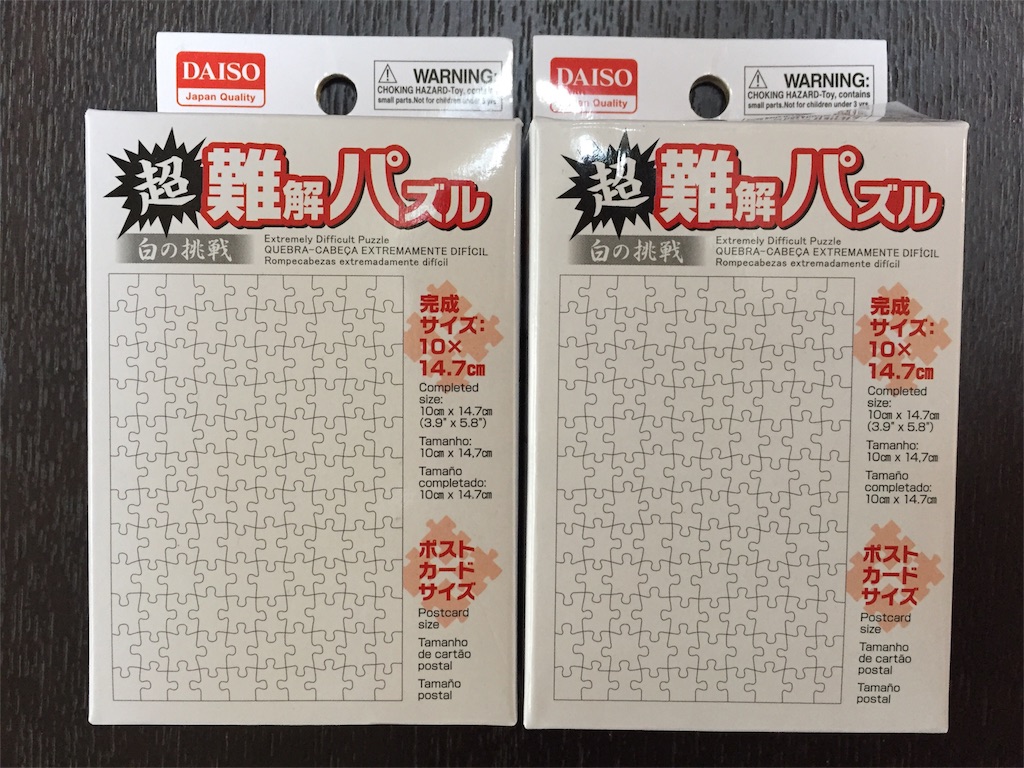 DAISO
Japan Quality
WARNING:
CHOKING HAZARD-Toy, contains
small parts.Not for children under 3 yrs.
超難解パズル
白の挑戦
Extremely Difficult Puzzle
QUEBRA-CABEÇA EXTREMAMENTE DIFÍCIL
Rompecabezas extremadamente difícil
完成
サイズ:
10×
14.7cm
Completed
size:
10cm x 14.7cm
(3.9" x 5.8")
Tamanho:
10cm x 14,7cm
Tamaño
completado:
10cm x 14.7cm
ポスト
カード
サイズ
Postcard
size
Tamanho
de cartão
postal
Tamaño
postal
DAISO
Japan Quality
WARNING:
CHOKING HAZARD-Toy, contains
small parts.Not for children under 3 yrs.
超難解パズル
白の挑戦
Extremely Difficult Puzzle
QUEBRA-CABEÇA EXTREMAMENTE DIFÍCIL
Rompecabezas extremadamente difícil
完成
サイズ:
10×
14.7cm
Completed
size:
10cm x 14.7cm
(3.9" x 5.8")
Tamanho:
10cm x 14,7cm
Tamaño
completado:
10cm x 14.7cm
ポスト
カード
サイズ
Postcard
size
Tamanho
de cartão
postal
Tamaño
postal